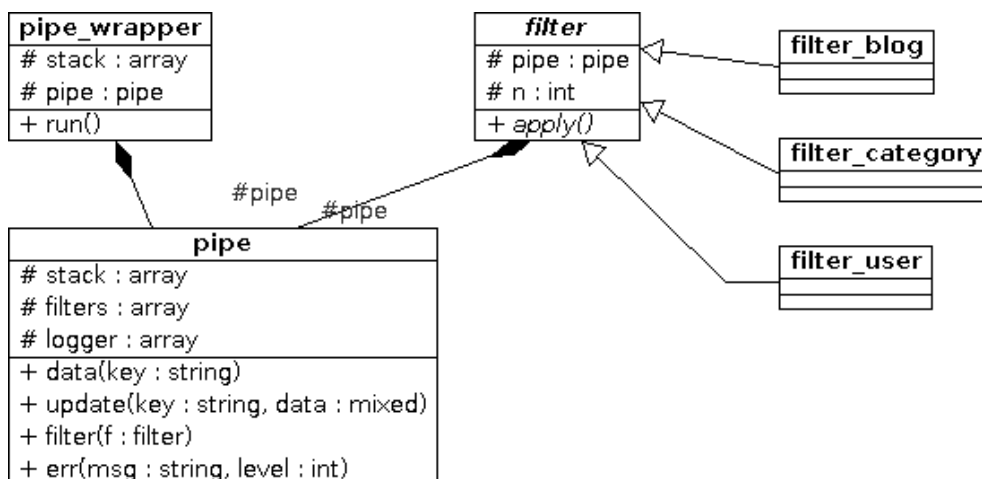 pipe_wrapper
# stack : array
# pipe : pipe
+ run()
filter
# pipe : pipe
# n : int
+ apply()
filter_blog
filter_category
filter_user
#pipe
#pipe
pipe
# stack : array
# filters : array
# logger : array
+ data(key : string)
+ update(key : string, data : mixed)
+ filter(f : filter)
+ err(msg : string, level : int)